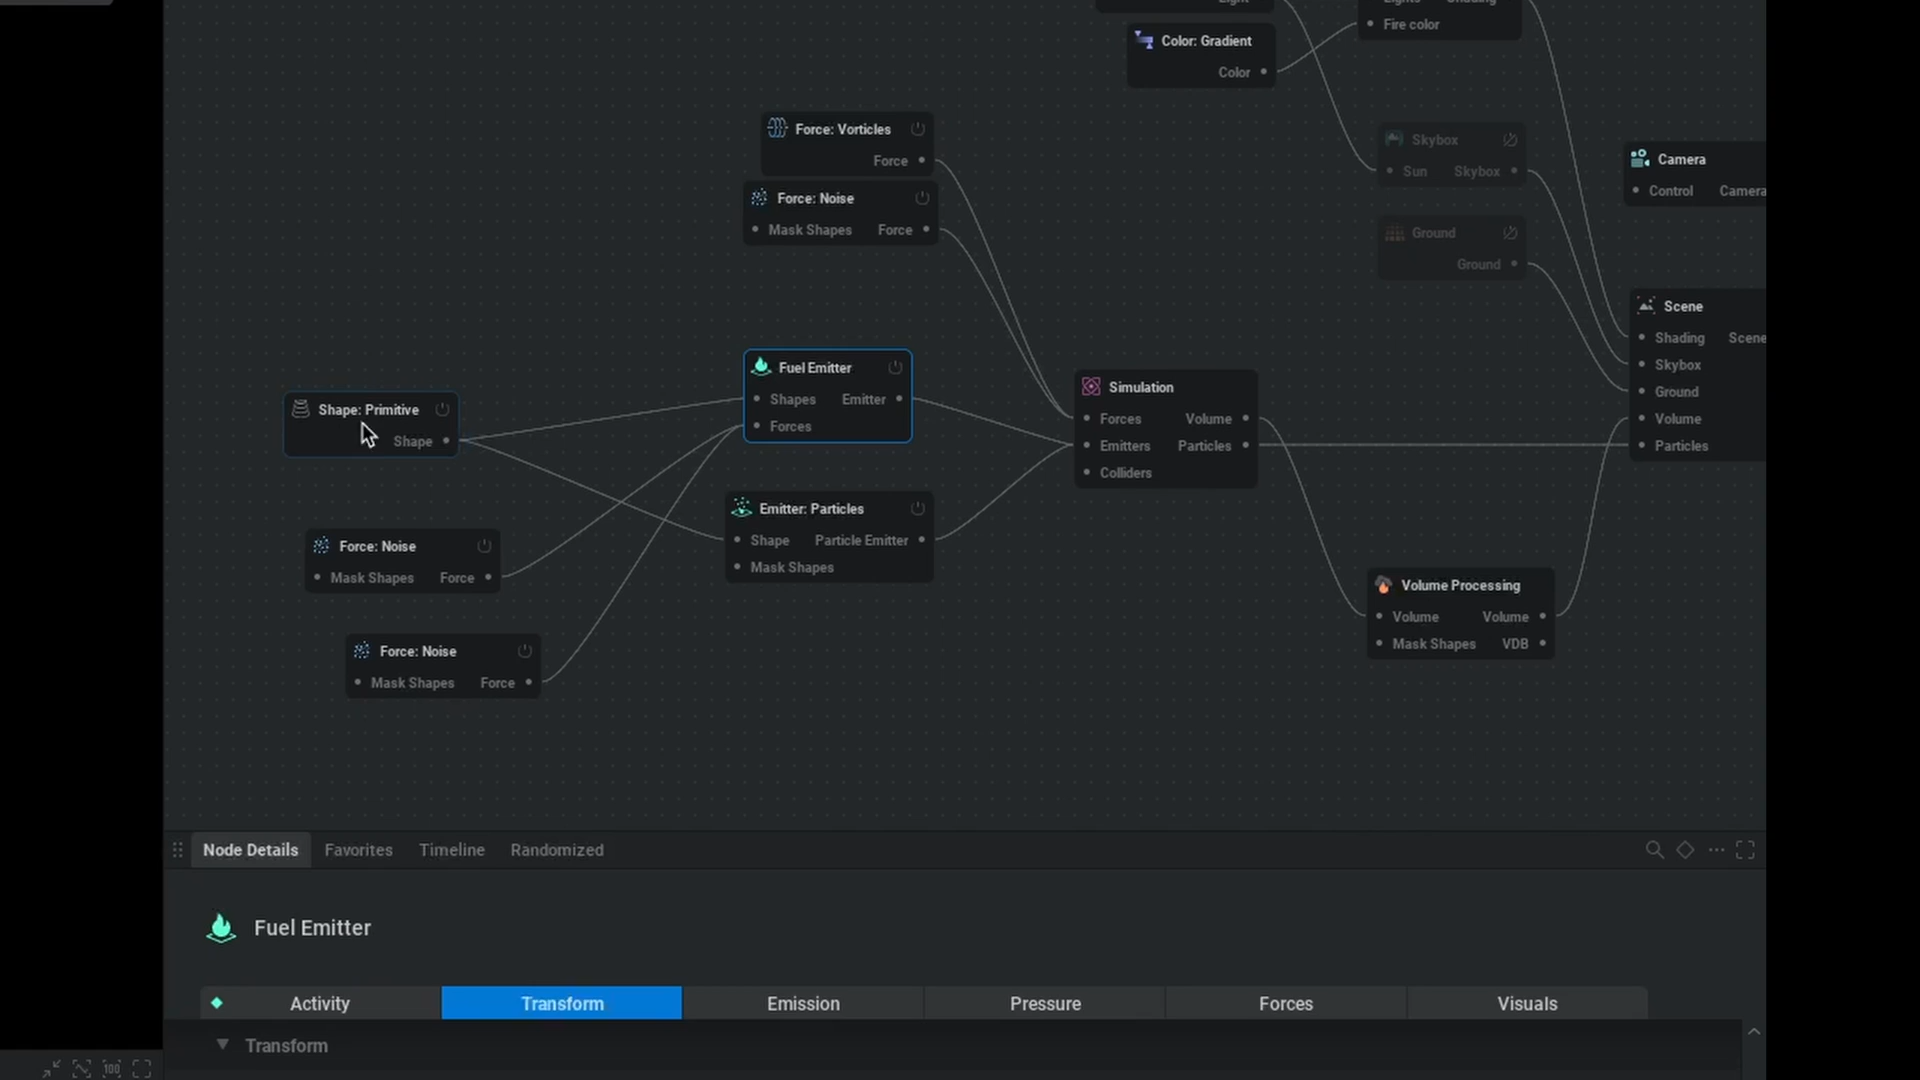 Fire color
Color: Gradient
Color
Force: Vorticles
Force
Force: Noise
Mask Shapes Force
Skybox
Sun Skybox
Camera
Control Camera
Ground
Ground
Scene
Shading Scene
Skybox
Ground
Volume
Particles
Fuel Emitter
Shapes Emitter
Forces
Shape: Primitive
Shape
Simulation
Forces Volume
Emitters Particles
Colliders
Emitter: Particles
Shape Particle Emitter
Mask Shapes
Force: Noise
Mask Shapes Force
Volume Processing
Volume Volume
Mask Shapes VDB
Force: Noise
Mask Shapes Force
Node Details Favorites Timeline Randomized
Fuel Emitter
Activity Transform Emission Pressure Forces Visuals
Transform
100